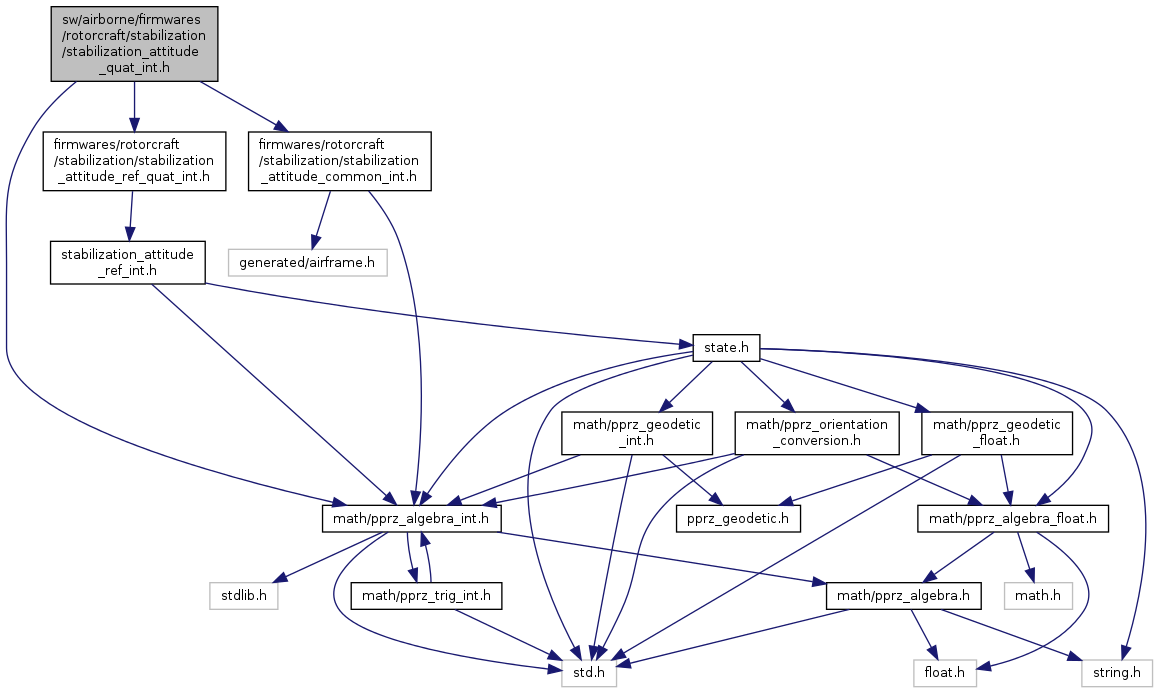 sw/airborne/firmwares
/rotorcraft/stabilization
/stabilization_attitude
_quat_int.h
firmwares/rotorcraft
/stabilization/stabilization
_attitude_ref_quat_int.h
firmwares/rotorcraft
/stabilization/stabilization
_attitude_common_int.h
stabilization_attitude
_ref_int.h
generated/airframe.h
state.h
math/pprz_geodetic
_int.h
math/pprz_orientation
_conversion.h
math/pprz_geodetic
_float.h
math/pprz_algebra_int.h
pprz_geodetic.h
math/pprz_algebra_float.h
stdlib.h
math/pprz_trig_int.h
math/pprz_algebra.h
math.h
std.h
float.h
string.h